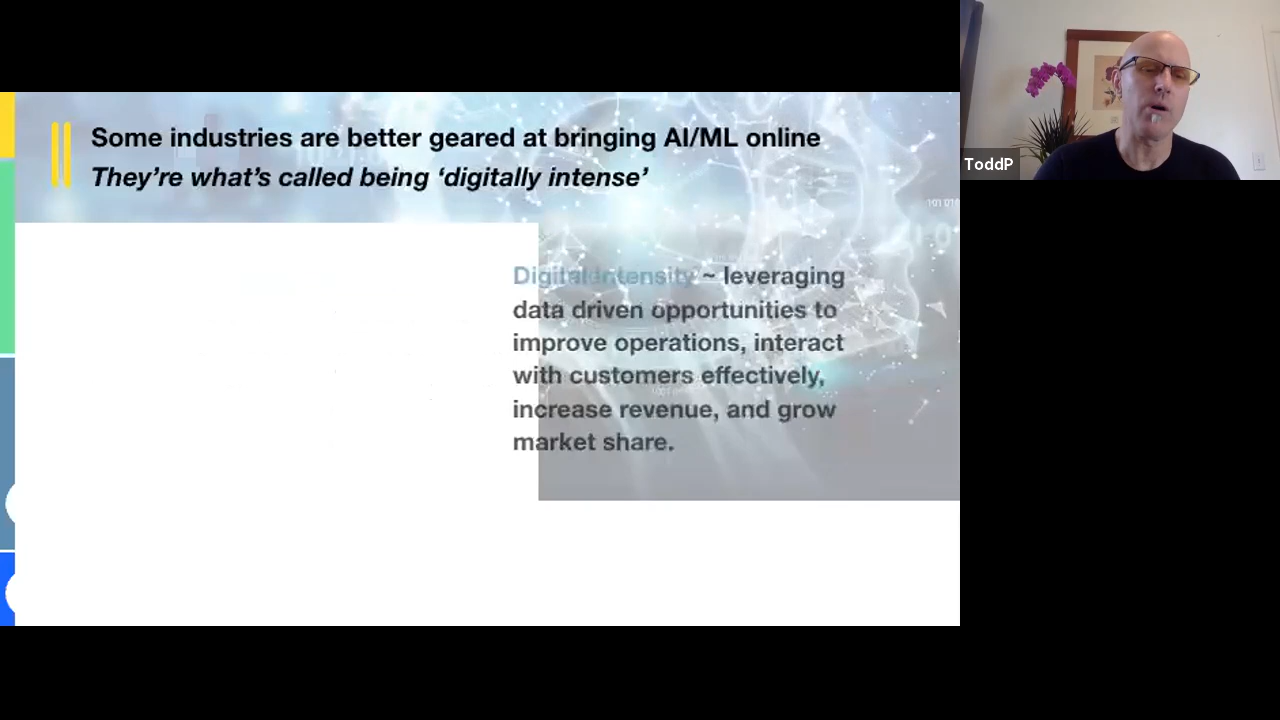 Some industries are better geared at bringing AI/ML online
They're what's called being ‘digitally intense’
Digital Intensity ~ leveraging
data driven opportunities to
improve operations, interact
with customers effectively,
increase revenue, and grow
market share.
ToddP